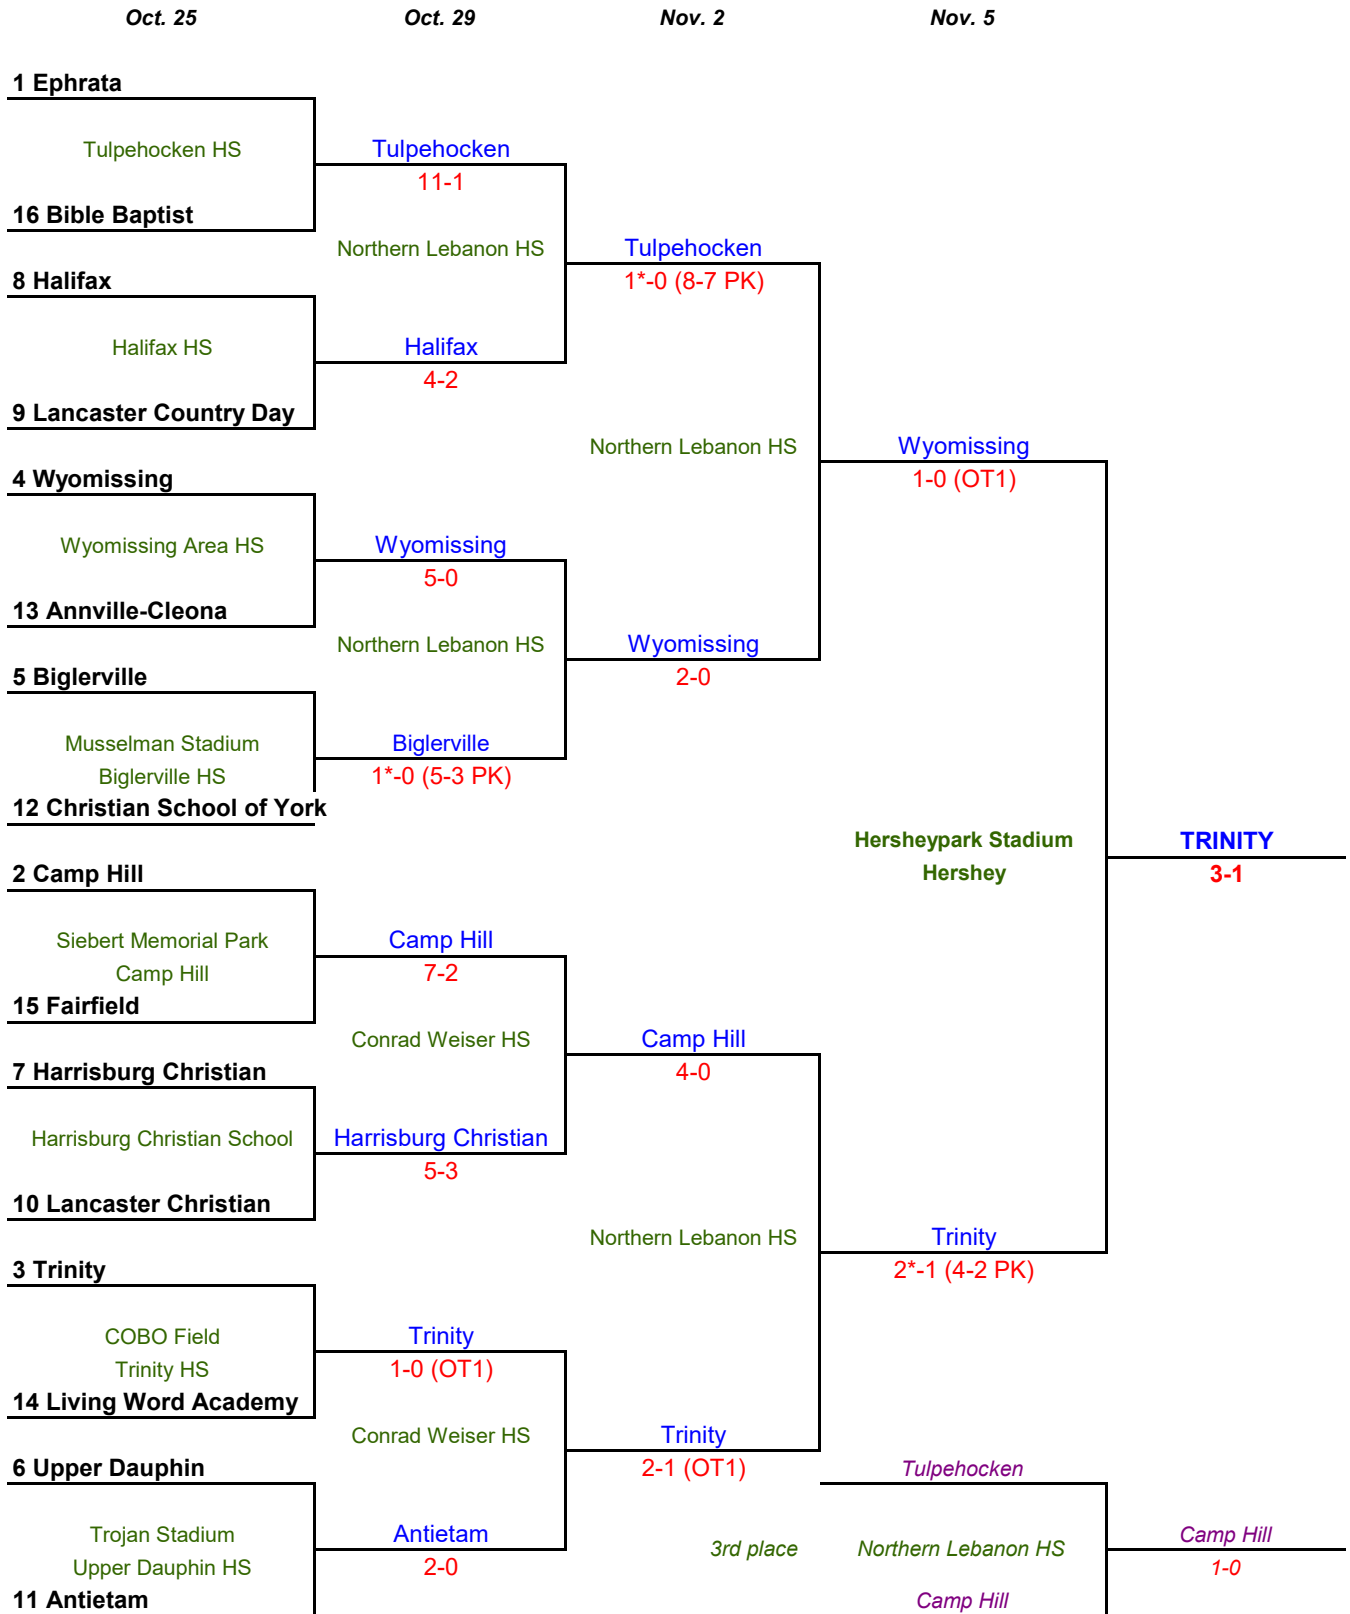 Oct. 25 Oct. 29 Nov. 2 Nov. 5
1 Ephrata
Tulpehocken HS
Tulpehocken
11-1
16 Bible Baptist
Northern Lebanon HS
Tulpehocken
1*-0 (8-7 PK)
8 Halifax
Halifax HS
Halifax
4-2
9 Lancaster Country Day
Northern Lebanon HS
Wyomissing
1-0 (OT1)
4 Wyomissing
Wyomissing Area HS
Wyomissing
5-0
13 Annville-Cleona
Northern Lebanon HS
Wyomissing
2-0
5 Biglerville
Musselman Stadium
Biglerville HS
Biglerville
1*-0 (5-3 PK)
12 Christian School of York
Hersheypark Stadium
Hershey
TRINITY
3-1
2 Camp Hill
Siebert Memorial Park
Camp Hill
Camp Hill
7-2
15 Fairfield
Conrad Weiser HS
Camp Hill
4-0
7 Harrisburg Christian
Harrisburg Christian School
Harrisburg Christian
5-3
10 Lancaster Christian
Northern Lebanon HS
Trinity
2*-1 (4-2 PK)
3 Trinity
COBO Field
Trinity HS
Trinity
1-0 (OT1)
14 Living Word Academy
Conrad Weiser HS
Trinity
2-1 (OT1)
6 Upper Dauphin
Trojan Stadium
Upper Dauphin HS
Antietam
2-0
11 Antietam
Tulpehocken
3rd place
Northern Lebanon HS
Camp Hill
Camp Hill
1-0